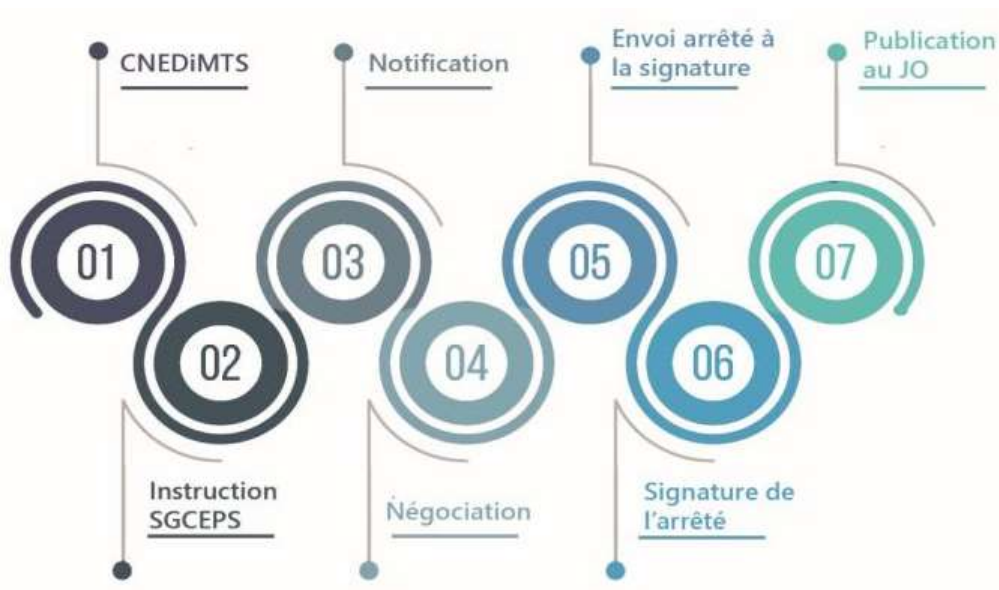 01
CNEDiMTS
02
Instruction
SGCEPS
03
Notification
04
Négociation
05
Envoi arrêté à
la signature
06
Signature de
l'arrêté
07
Publication
au JO